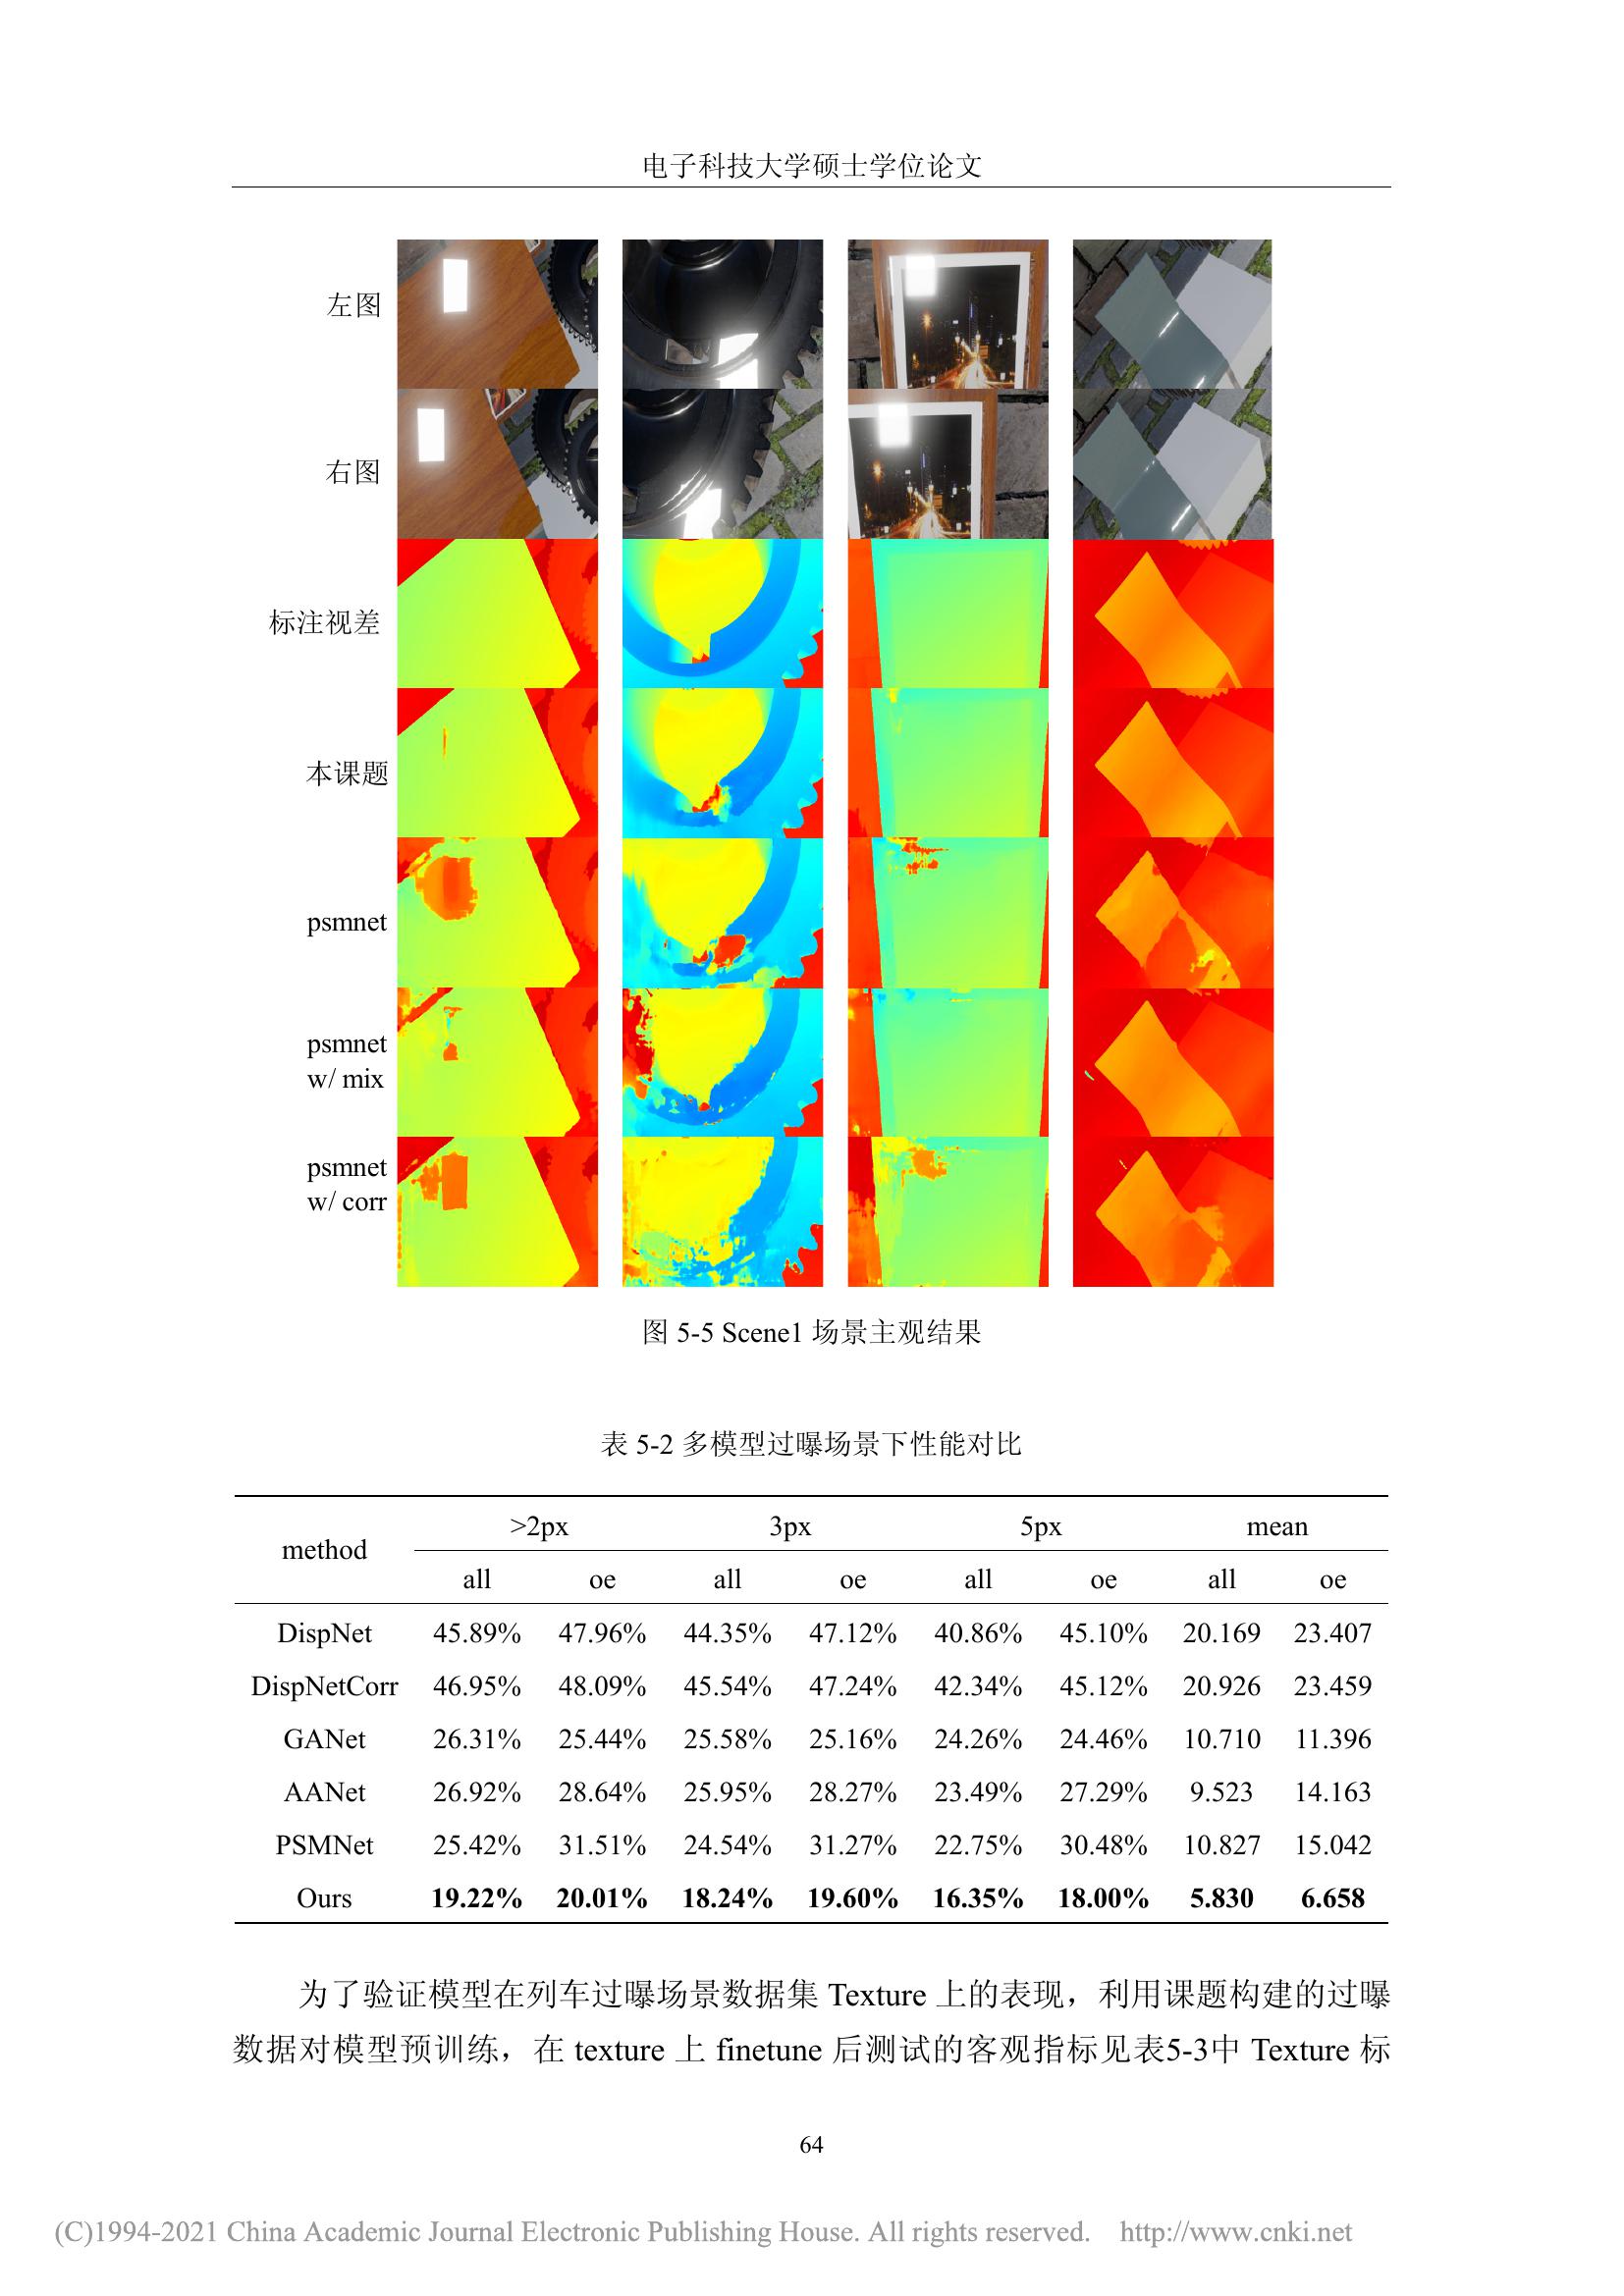 电子科技大学硕士学位论文
左图
右图
标注视差
本课题
psmnet
psmnet
w/ mix
psmnet
w/ corr
图 5-5 Scene1 场景主观结果
表 5-2 多模型过曝场景下性能对比
method >2px 3px 5px mean
all oe all oe all oe all oe
DispNet 45.89% 47.96% 44.35% 47.12% 40.86% 45.10% 20.169 23.407
DispNetCorr 46.95% 48.09% 45.54% 47.24% 42.34% 45.12% 20.926 23.459
GANet 26.31% 25.44% 25.58% 25.16% 24.26% 24.46% 10.710 11.396
AANet 26.92% 28.64% 25.95% 28.27% 23.49% 27.29% 9.523 14.163
PSMNet 25.42% 31.51% 24.54% 31.27% 22.75% 30.48% 10.827 15.042
Ours 19.22% 20.01% 18.24% 19.60% 16.35% 18.00% 5.830 6.658
为了验证模型在列车过曝场景数据集 Texture 上的表现，利用课题构建的过曝
数据对模型预训练，在 texture 上 finetune 后测试的客观指标见表5-3中 Texture 标
64
(C)1994-2021 China Academic Journal Electronic Publishing House. All rights reserved. http://www.cnki.net